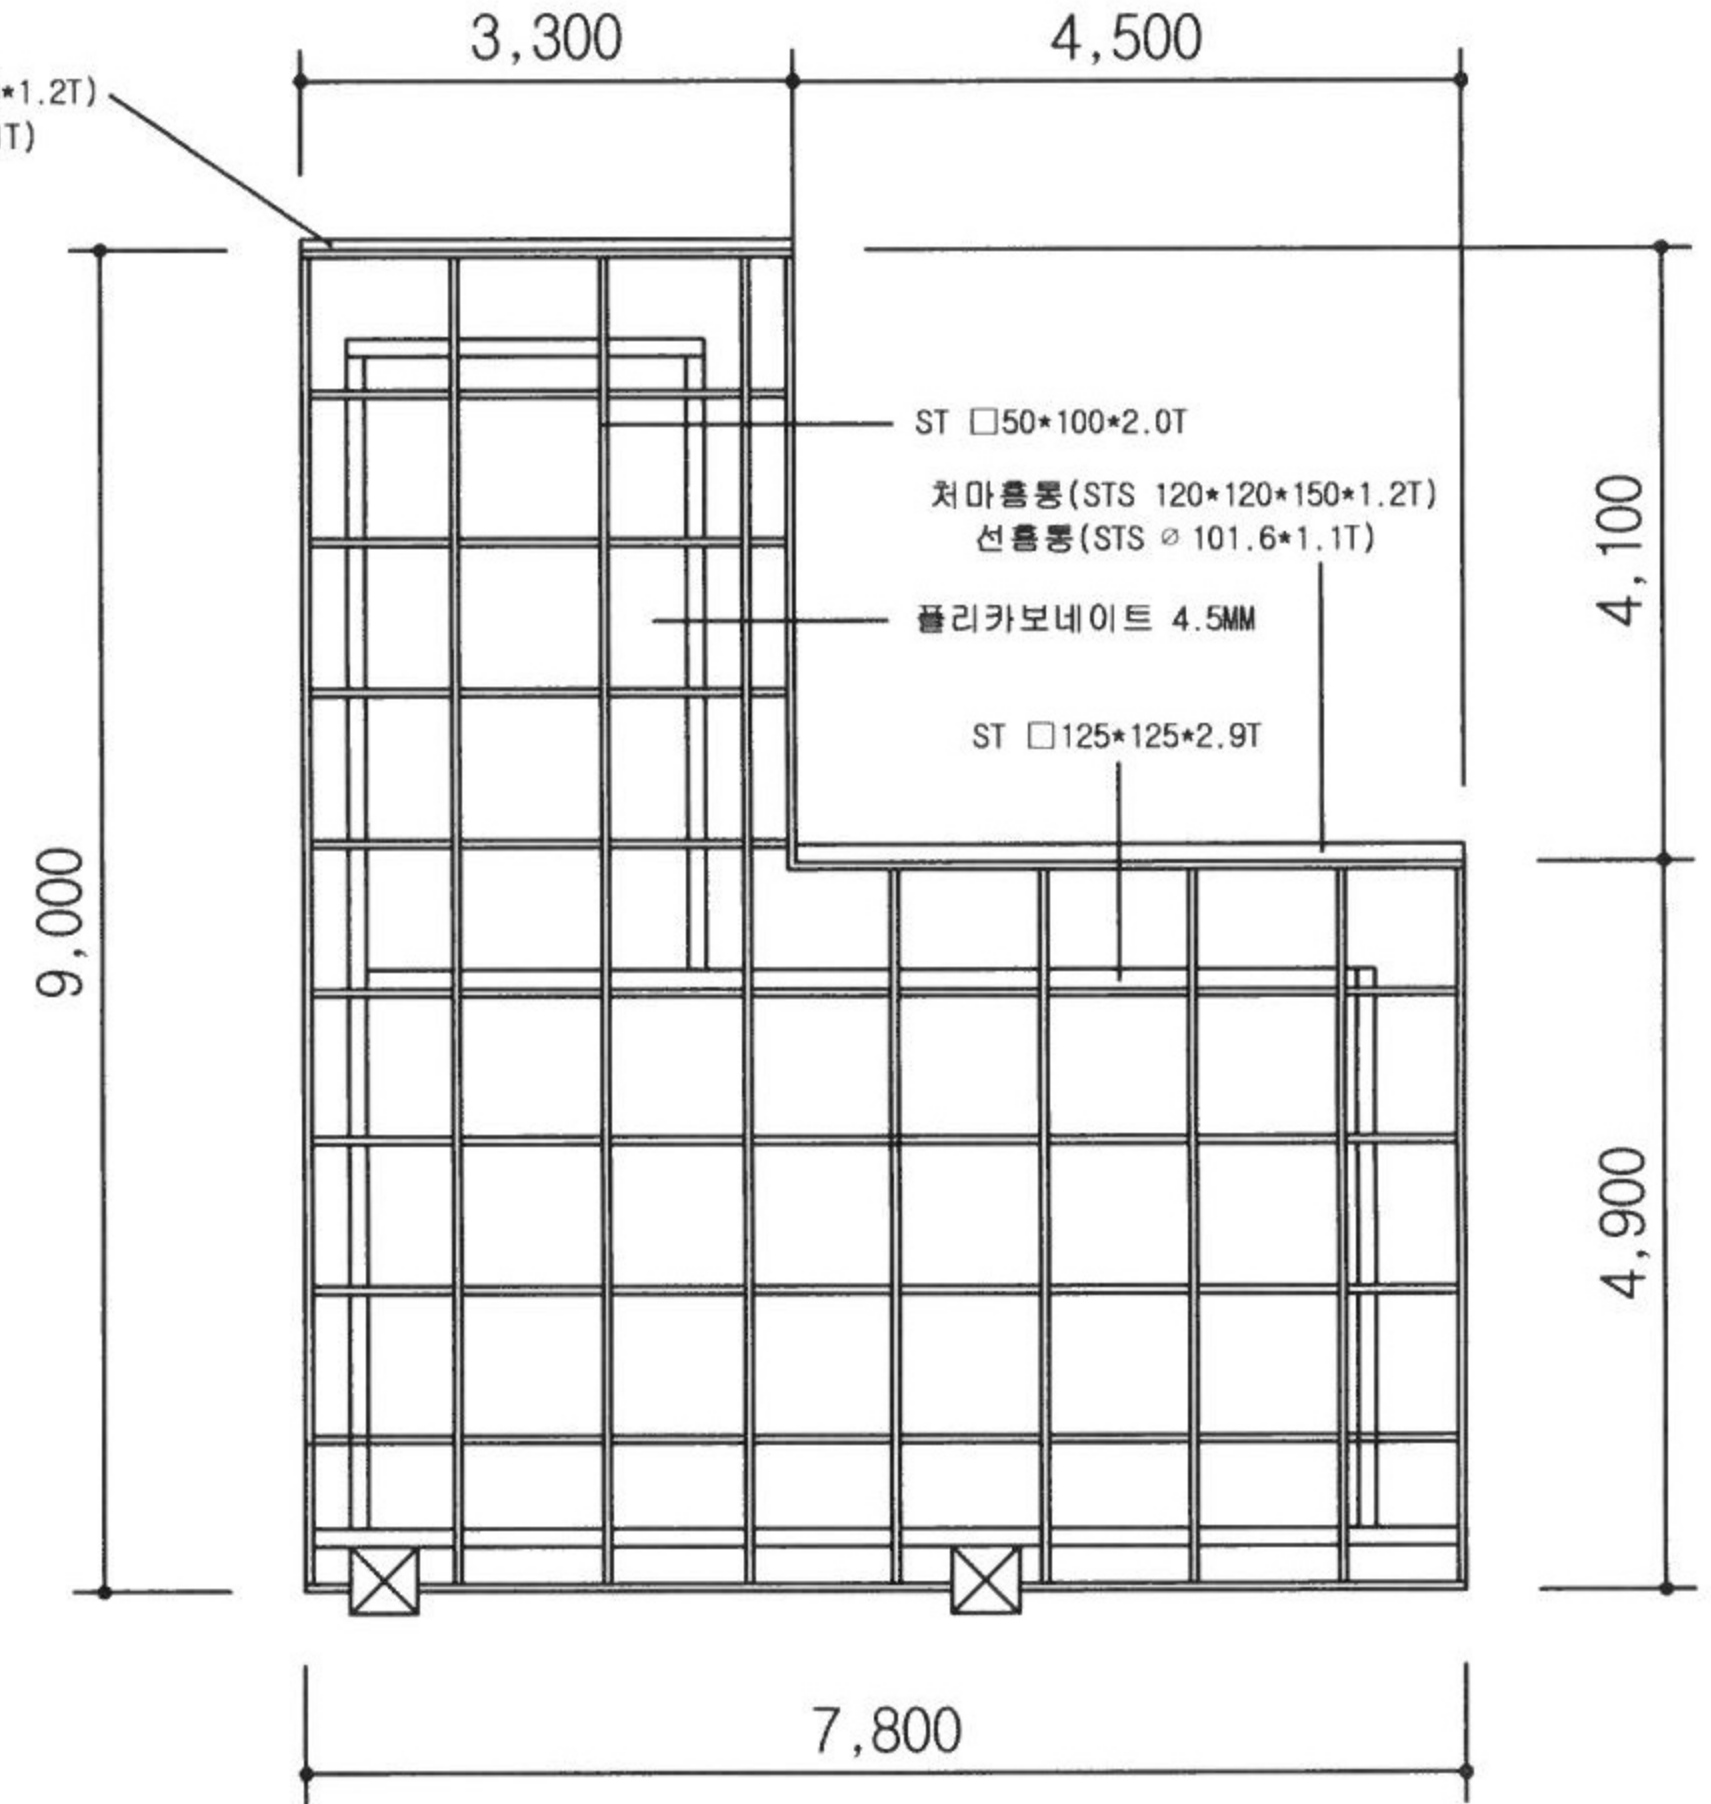 3,300
4,500
*1.2T)
T)
ST □50*100*2.0T
처마홈통(STS 120*120*150*1.2T)
선홈통(STS ∅ 101.6*1.1T)
폴리카보네이트 4.5MM
ST □125*125*2.9T
4,100
9,000
4,900
7,800